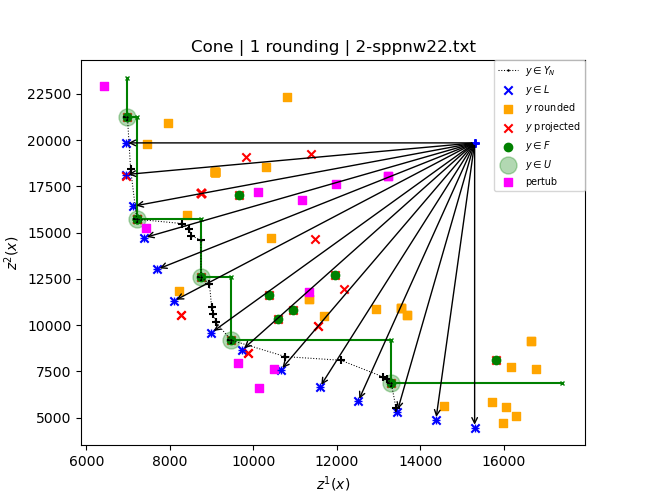 Cone | 1 rounding | 2-sppnw22.txt
y ∈ Y_N
y ∈ L
y rounded
y projected
y ∈ F
y ∈ U
pertub
22500
20000
17500
15000
12500
10000
7500
5000
z²(x)
6000 8000 10000 12000 14000 16000
z¹(x)